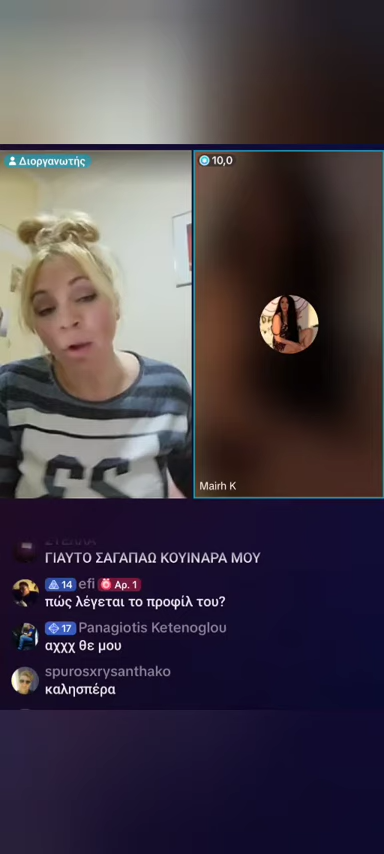 Διοργανωτής
10,0
Mairh K
ΓΙΑΥΤΟ ΣΑΓΑΠΑΩ ΚΟΥΙΝΑΡΑ ΜΟΥ
14 efi Αρ. 1
πώς λέγεται το προφίλ του?
17 Panagiotis Ketenoglou
αχχχ θε μου
spurosxrysanthako
καλησπέρα